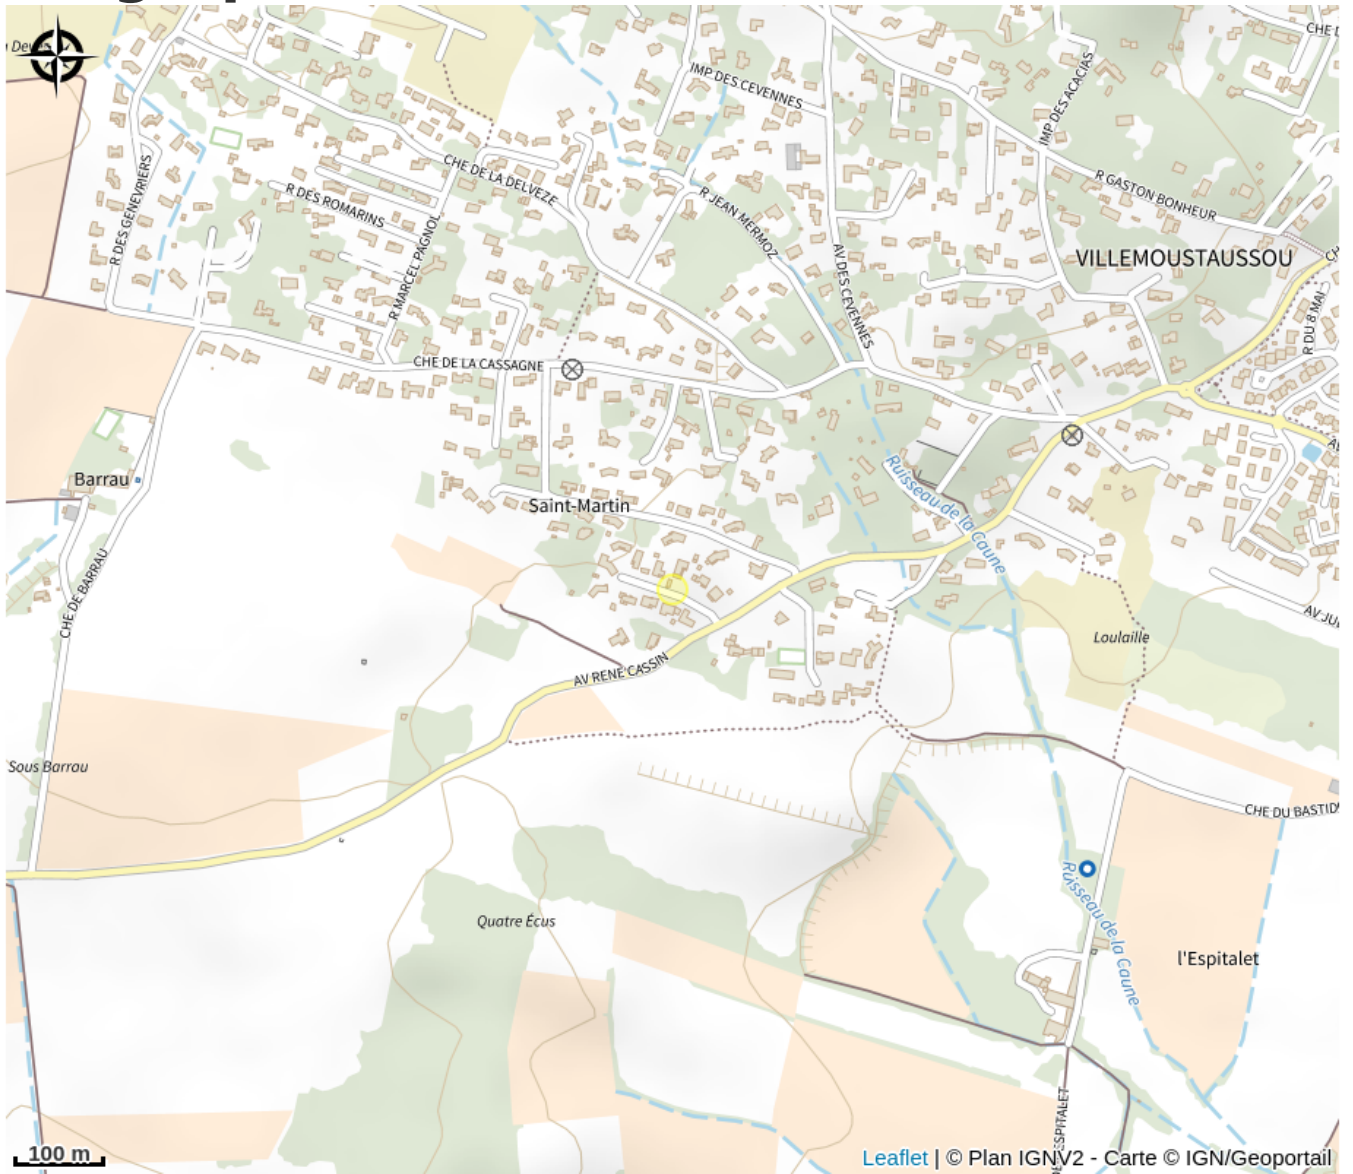 CHE DE LA DELVEZE
IMP DES CEVENNES
IMP DES ACACIAS
R DES GENEVRIERS
R DES ROMARINS
R MARCEL PAGNOL
R JEAN MERMOZ
R GASTON BONHEUR
AV DES CEVENNES
VILLEMOUSTAUSSOU
R DU 8 MAI
CHE DE LA CASSAGNE
Barrau
Saint-Martin
Ruisseau de la Caune
CHE DE BARRAU
AV RENE CASSIN
Loulaille
Sous Barrau
CHE DU BASTID
Quatre Écus
Ruisseau de la Caune
l'Espitalet
ESPITALET
100 m
Leaflet | © Plan IGNV2 - Carte © IGN/Geoportail